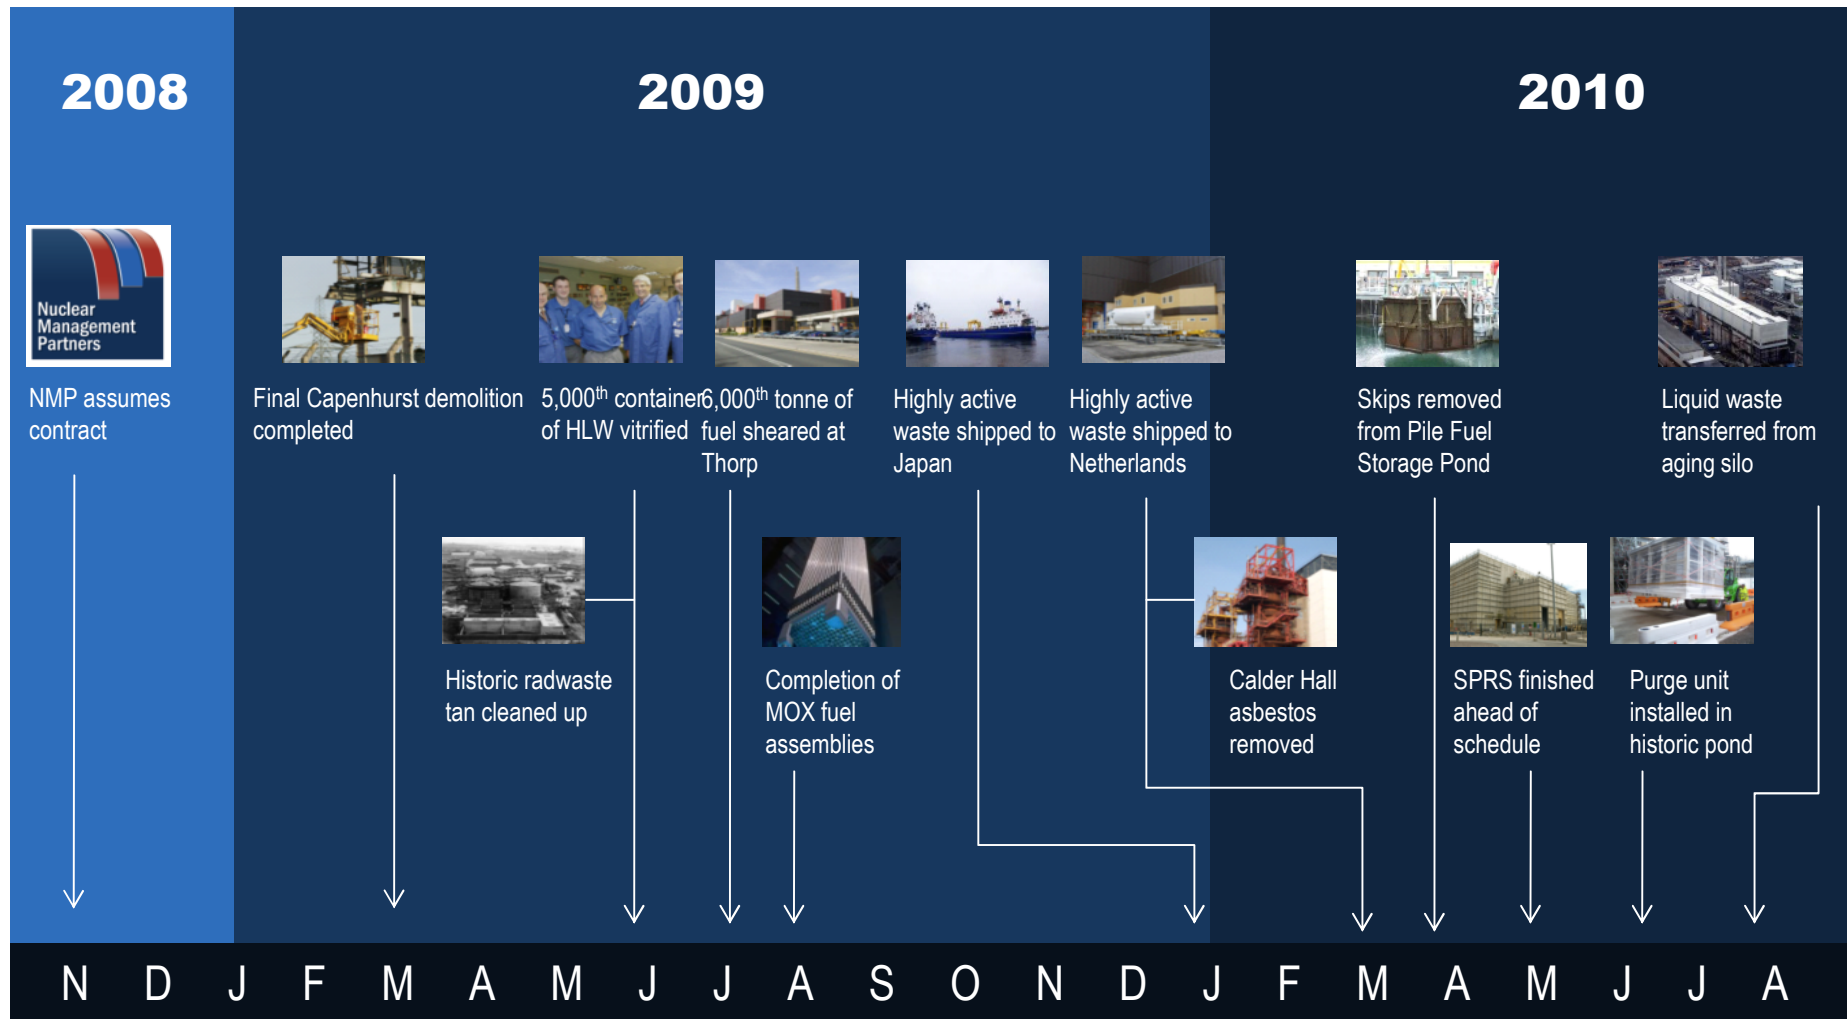 2008
2009
2010
Nuclear
Management
Partners
NMP assumes
contract
Final Capenhurst demolition
completed
5,000th container
of HLW vitrified
6,000th tonne of
fuel sheared at
Thorp
Highly active
waste shipped to
Japan
Highly active
waste shipped to
Netherlands
Skips removed
from Pile Fuel
Storage Pond
Liquid waste
transferred from
aging silo
Historic radwaste
tan cleaned up
Completion of
MOX fuel
assemblies
Calder Hall
asbestos
removed
SPRS finished
ahead of
schedule
Purge unit
installed in
historic pond
N D J F M A M J J A S O N D J F M A M J J A